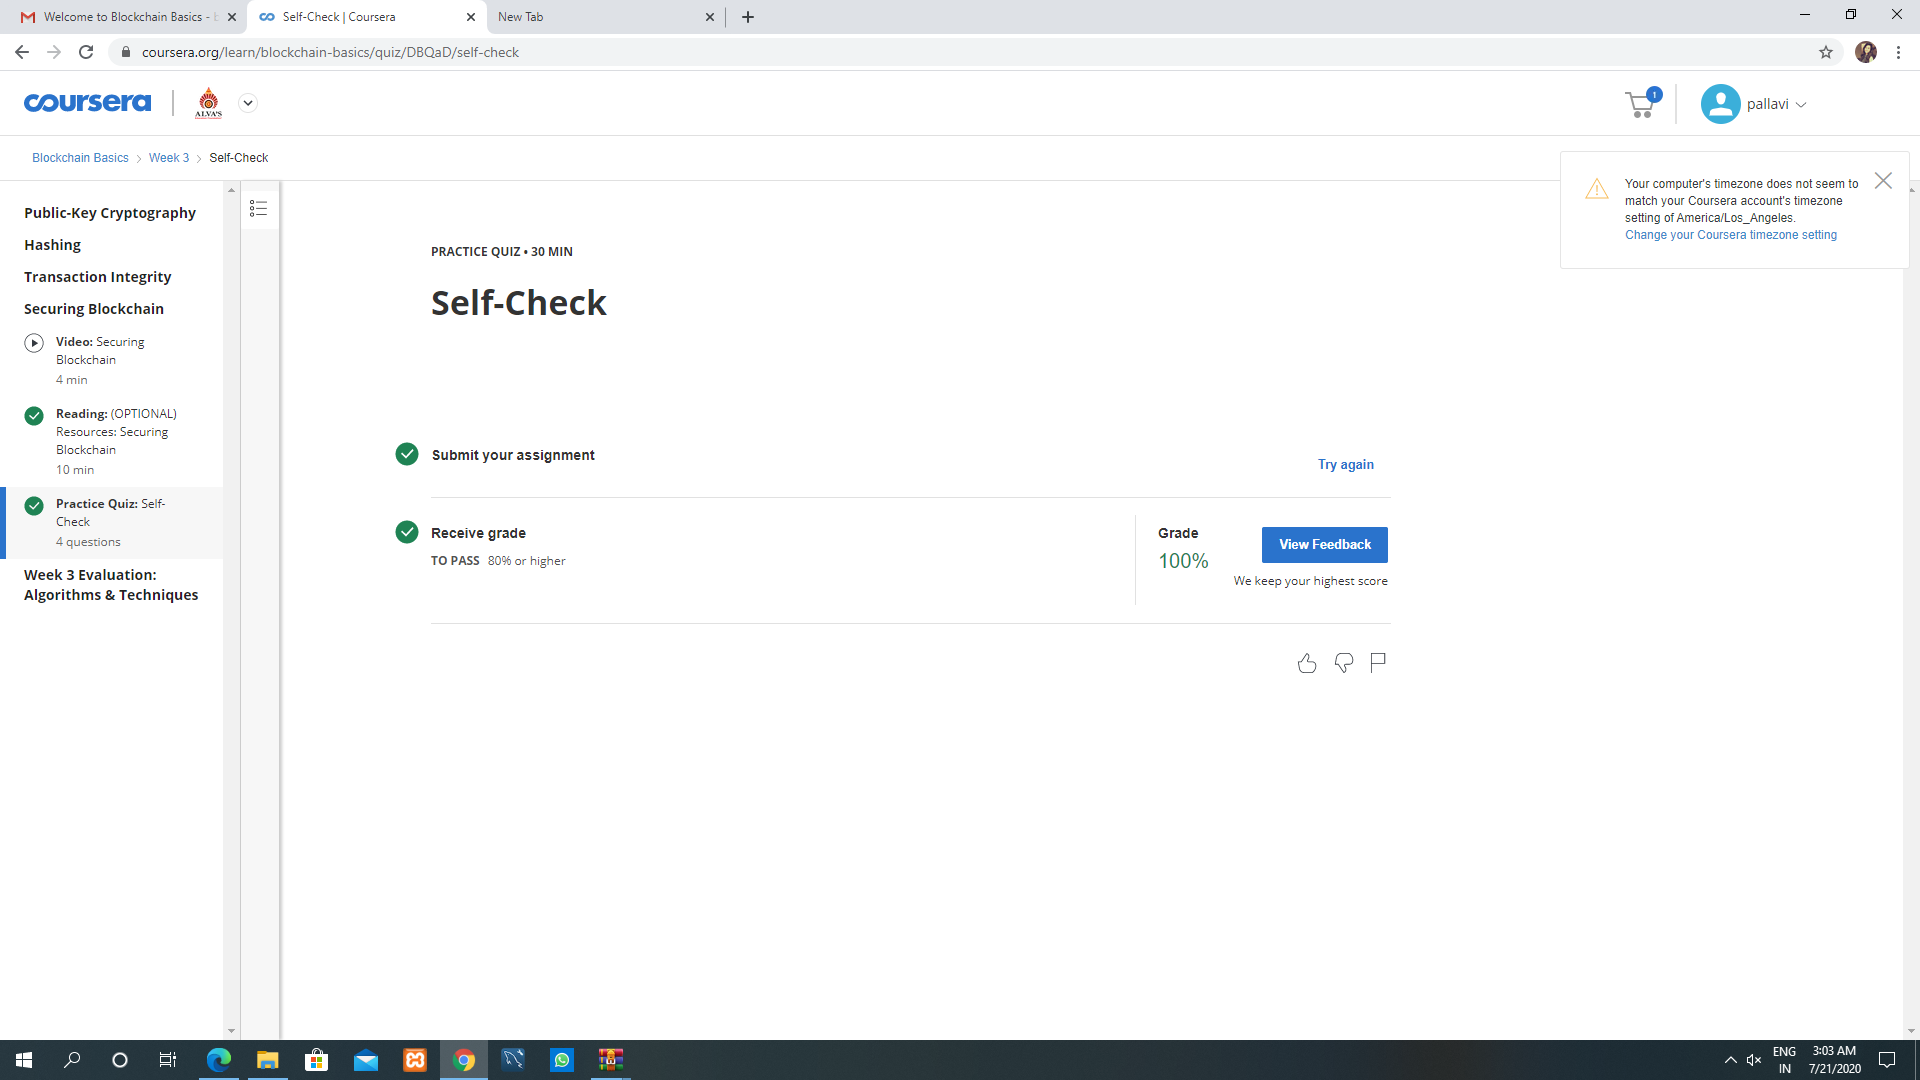 Welcome to Blockchain Basics -
Self-Check | Coursera
New Tab
coursera.org/learn/blockchain-basics/quiz/DBQaD/self-check
coursera
ALVA'S
1
pallavi
Blockchain Basics
Week 3
Self-Check
Your computer's timezone does not seem to
match your Coursera account's timezone
setting of America/Los_Angeles.
Change your Coursera timezone setting
Public-Key Cryptography
Hashing
Transaction Integrity
Securing Blockchain
Video: Securing
Blockchain
4 min
Reading: (OPTIONAL)
Resources: Securing
Blockchain
10 min
Practice Quiz: Self-
Check
4 questions
Week 3 Evaluation:
Algorithms & Techniques
PRACTICE QUIZ • 30 MIN
Self-Check
Submit your assignment
Try again
Receive grade
TO PASS 80% or higher
Grade
100%
View Feedback
We keep your highest score
ENG
IN
3:03 AM
7/21/2020